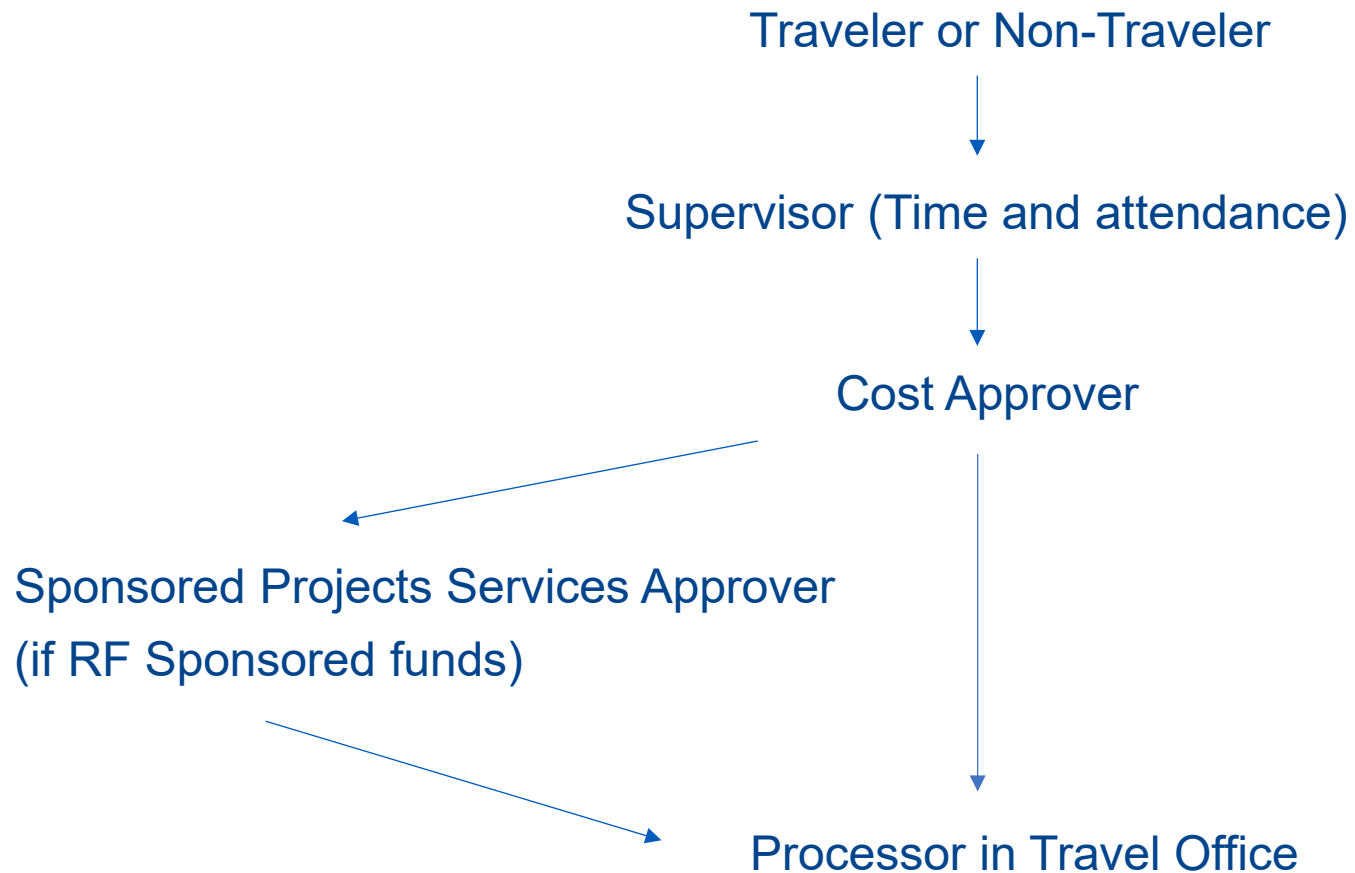 Traveler or Non-Traveler
Supervisor (Time and attendance)
Cost Approver
Sponsored Projects Services Approver
(if RF Sponsored funds)
Processor in Travel Office